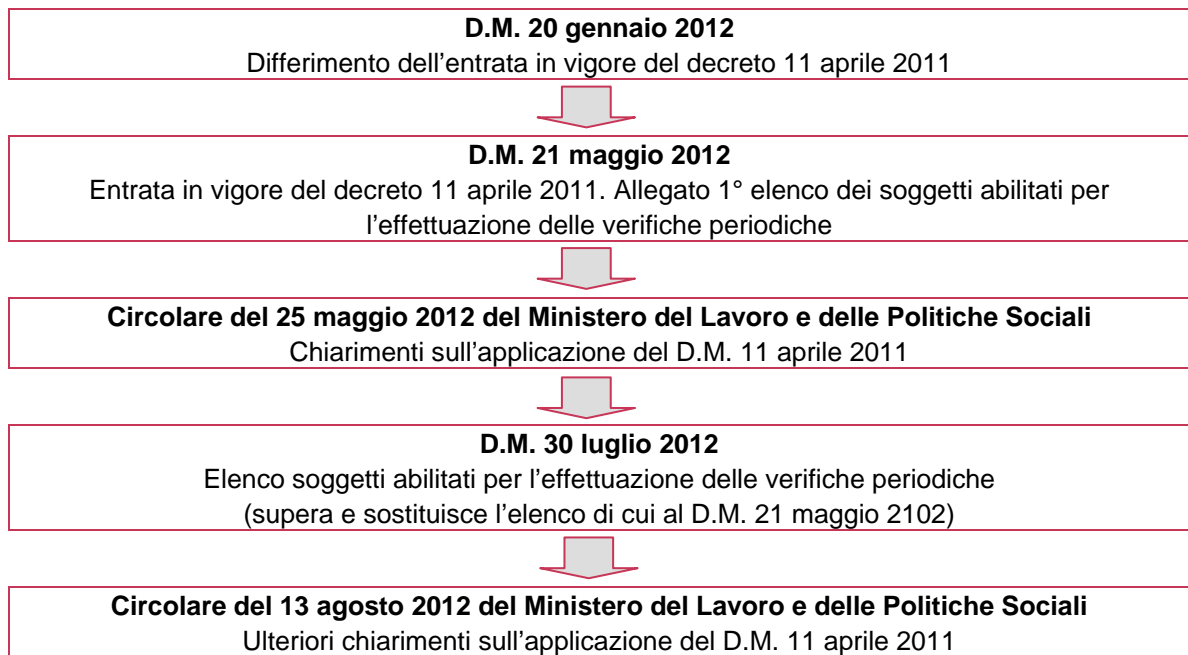 D.M. 20 gennaio 2012
Differimento dell'entrata in vigore del decreto 11 aprile 2011
D.M. 21 maggio 2012
Entrata in vigore del decreto 11 aprile 2011. Allegato 1° elenco dei soggetti abilitati per
l'effettuazione delle verifiche periodiche
Circolare del 25 maggio 2012 del Ministero del Lavoro e delle Politiche Sociali
Chiarimenti sull'applicazione del D.M. 11 aprile 2011
D.M. 30 luglio 2012
Elenco soggetti abilitati per l'effettuazione delle verifiche periodiche
(supera e sostituisce l'elenco di cui al D.M. 21 maggio 2102)
Circolare del 13 agosto 2012 del Ministero del Lavoro e delle Politiche Sociali
Ulteriori chiarimenti sull'applicazione del D.M. 11 aprile 2011